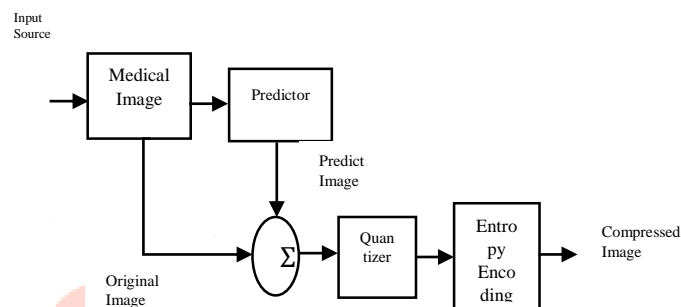 Input
Source
Medical
Image
Predictor
Predict
Image
Σ
Quan
tizer
Entro
py
Enco
ding
Compressed
Image
Original
Image